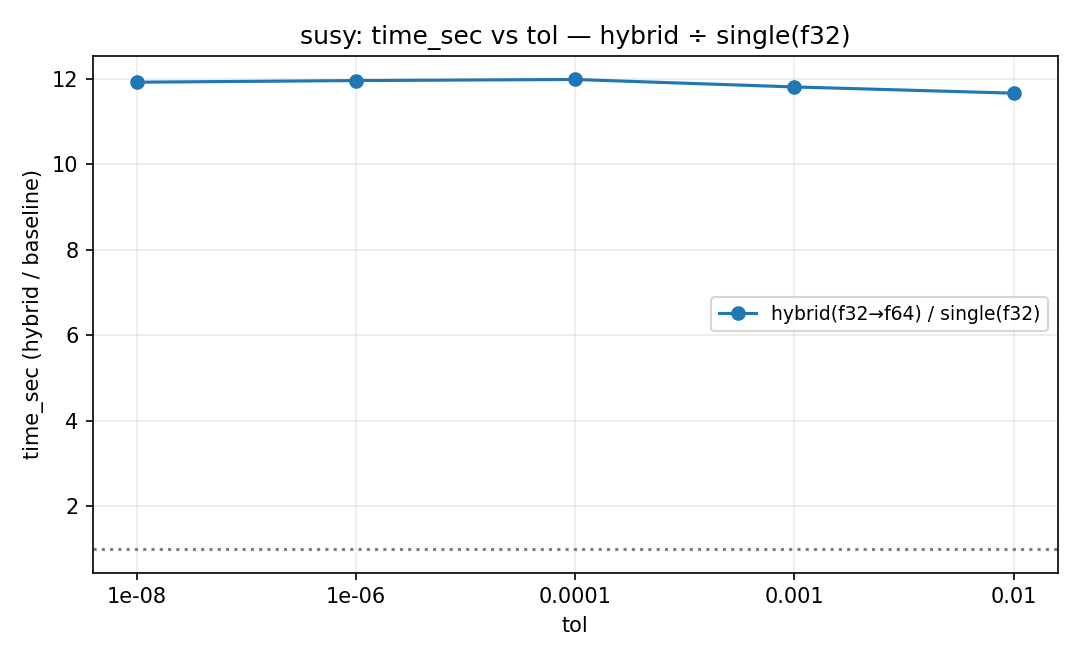 susy: time_sec vs tol — hybrid ÷ single(f32)
time_sec (hybrid / baseline)
12
10
8
6
4
2
hybrid(f32→f64) / single(f32)
1e-08 1e-06 0.0001 0.001 0.01
tol